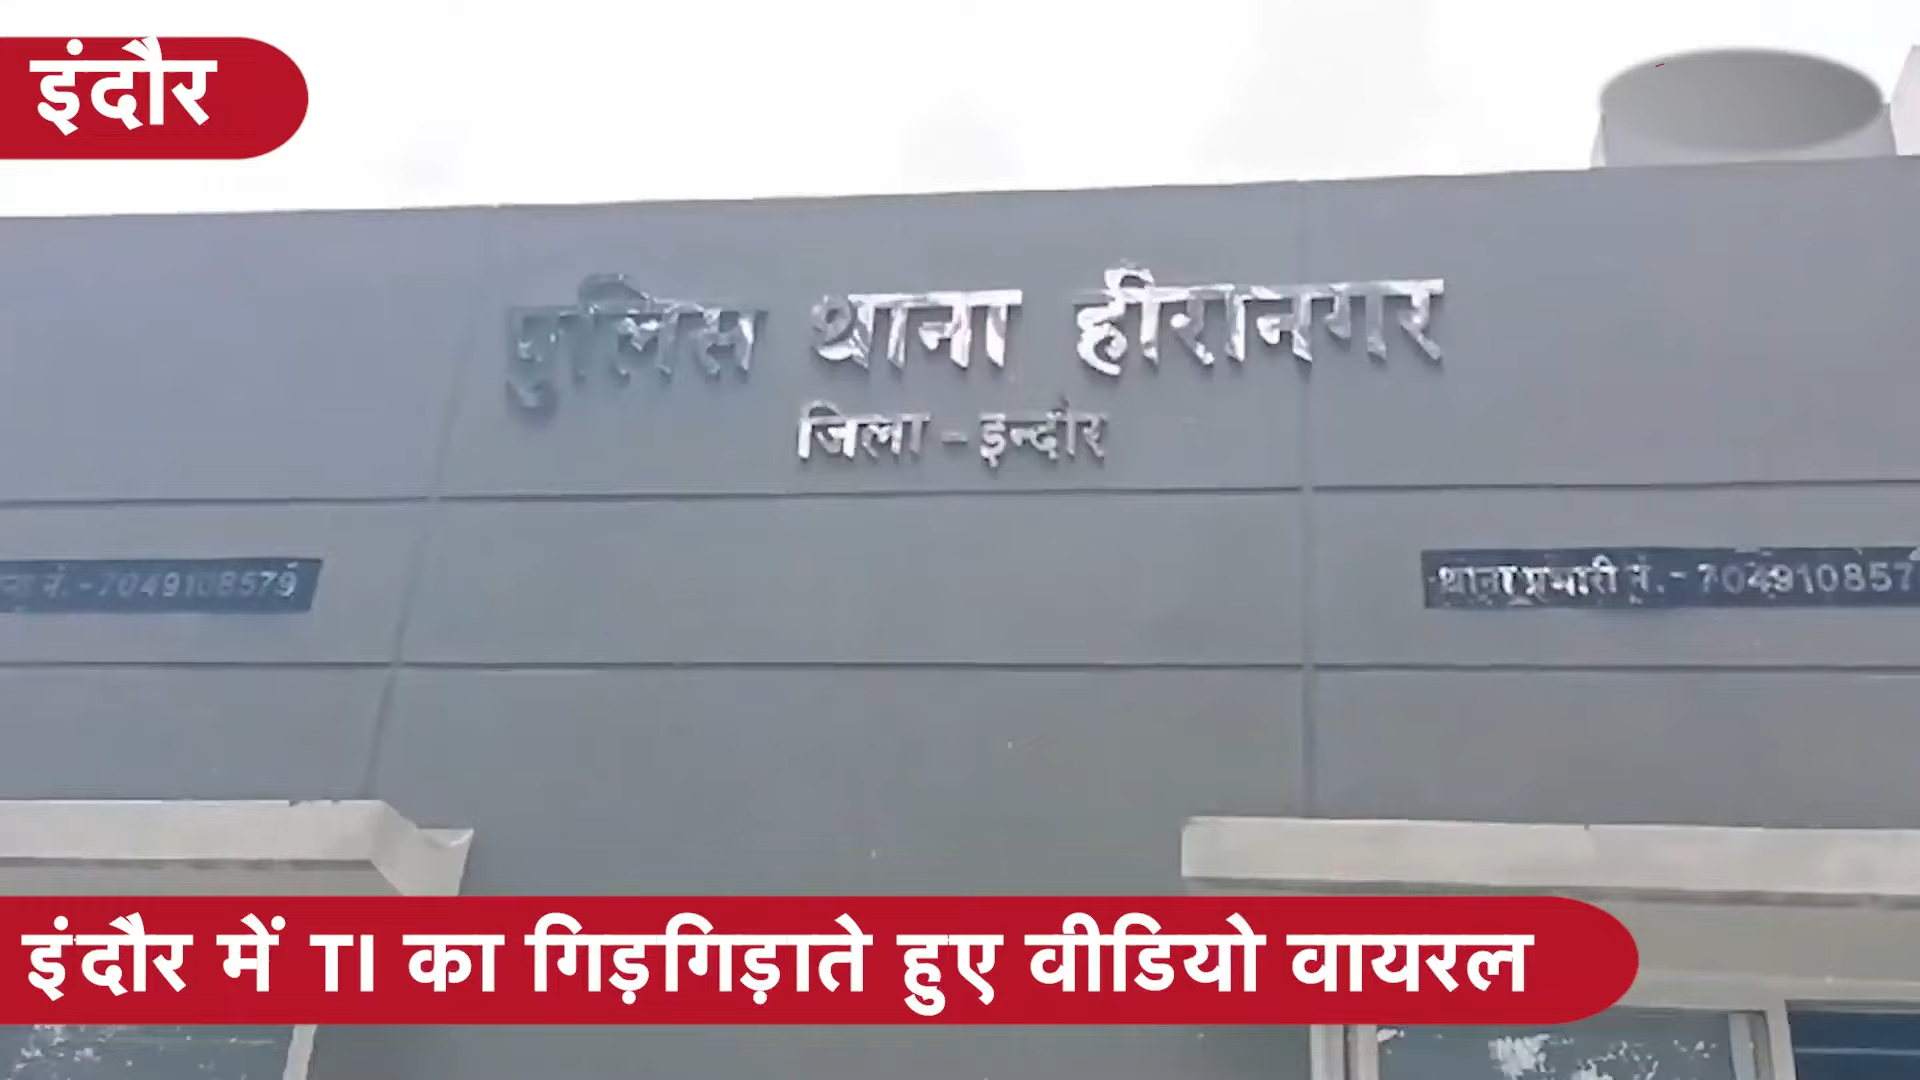 इंदौर
पुलिस थाना हीरानगर
जिला - इन्दौर
नं. - 7049108579
थाना प्रभारी नं. - 704910857
इंदौर में TI का गिड़गिड़ाते हुए वीडियो वायरल